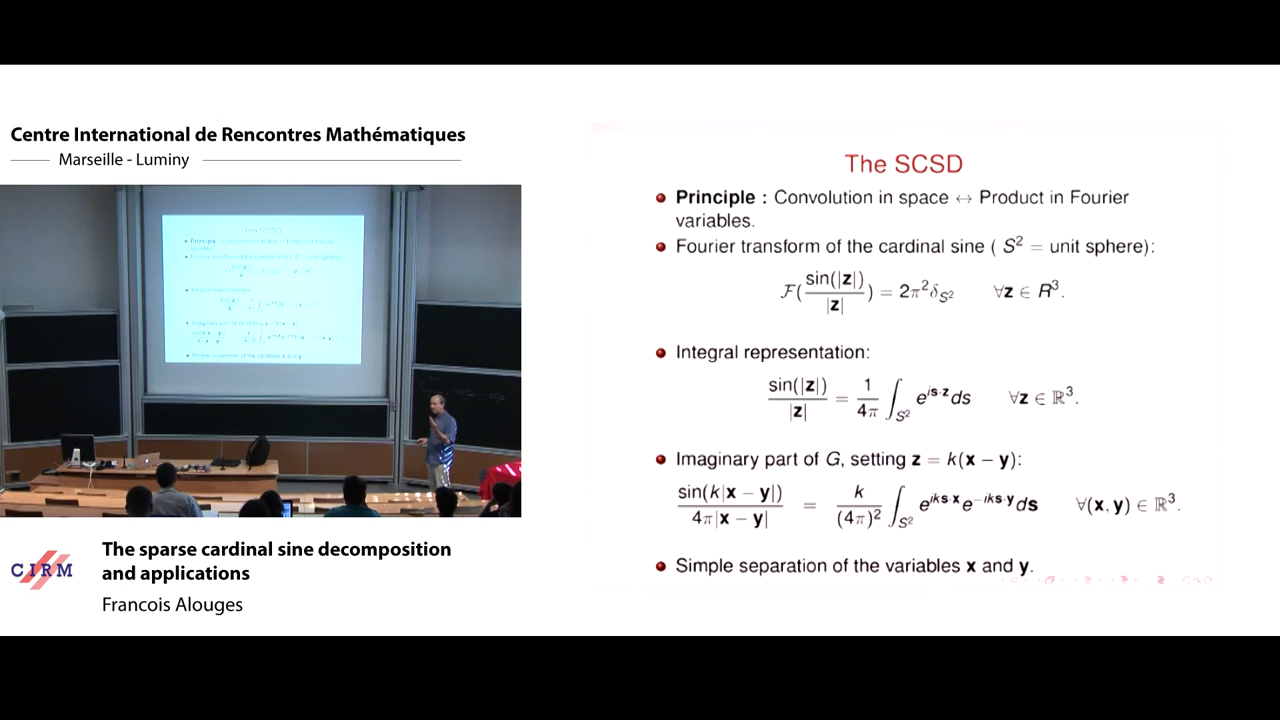 Centre International de Rencontres Mathématiques
Marseille - Luminy
The SCSD
Principle : Convolution in space ↔ Product in Fourier
variables.
Fourier transform of the cardinal sine ( S² = unit sphere):
F(sin(|z|)/|z|) = 2π²δ_S² ∀z ∈ R³.
Integral representation:
sin(|z|)/|z| = 1/4π ∫_S² e^{is·z}ds ∀z ∈ ℝ³.
Imaginary part of G, setting z = k(x − y):
sin(k|x − y|)/4π|x − y| = k/(4π)² ∫_S² e^{iks·x}e^{−iks·y}ds ∀(x, y) ∈ ℝ³.
Simple separation of the variables x and y.
CIRM
The sparse cardinal sine decomposition
and applications
Francois Alouges